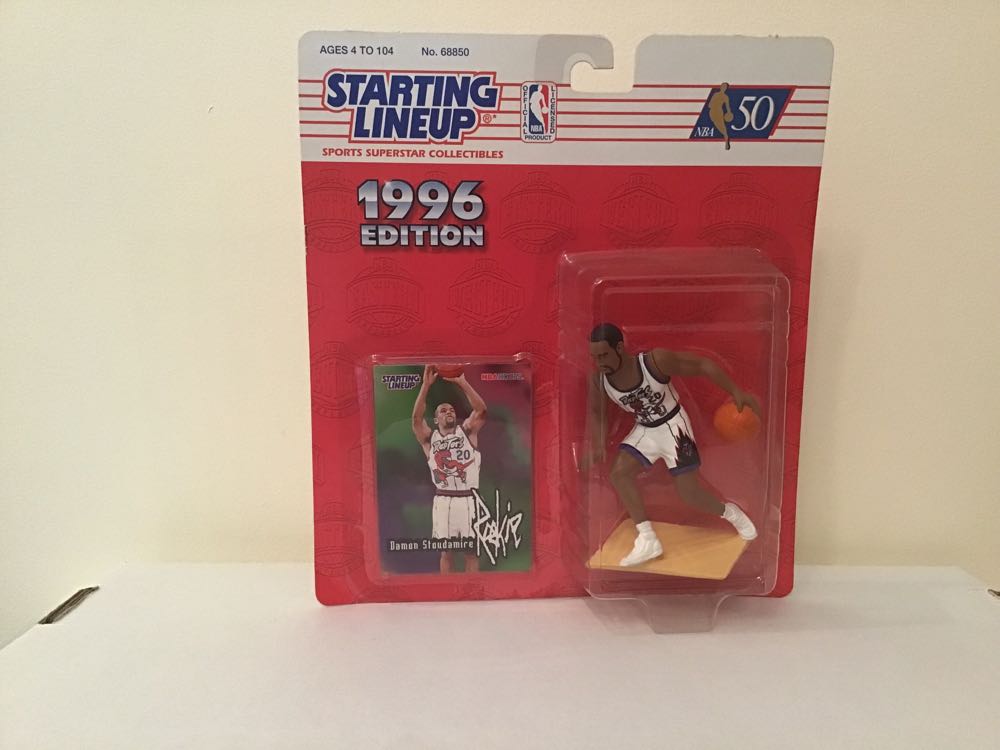 AGES 4 TO 104 No. 68850
STARTING
LINEUP®*
SPORTS SUPERSTAR COLLECTIBLES
OFFICIAL LICENSED
NBA
PRODUCT
NBA 50
1996
EDITION
STARTING
LINEUP
Raptors
20
Rookie
Damon Stoudamire